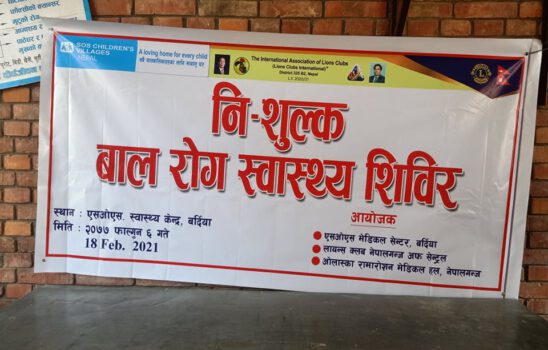 SOS CHILDREN'S
VILLAGES
NEPAL
A loving home for every child
The International Association of Lions Clubs
(Lions Clubs International)"
District 325 B2, Nepal
L.Y. 2020/21
नि-शुल्क
बाल रोग स्वास्थ्य शिविर
स्थान : एसओएस. स्वास्थ्य केन्द्र, बर्दिया
मिति : २०७७ फाल्गुन ६ गते
18 Feb. 2021
आयोजक
एसओएस मेडिकल सेन्टर, बर्दिया
लायन्स क्लब नेपालगन्ज अफ सेन्ट्रल
ओलास्का रामारोशन मेडिकल हल, नेपालगन्ज